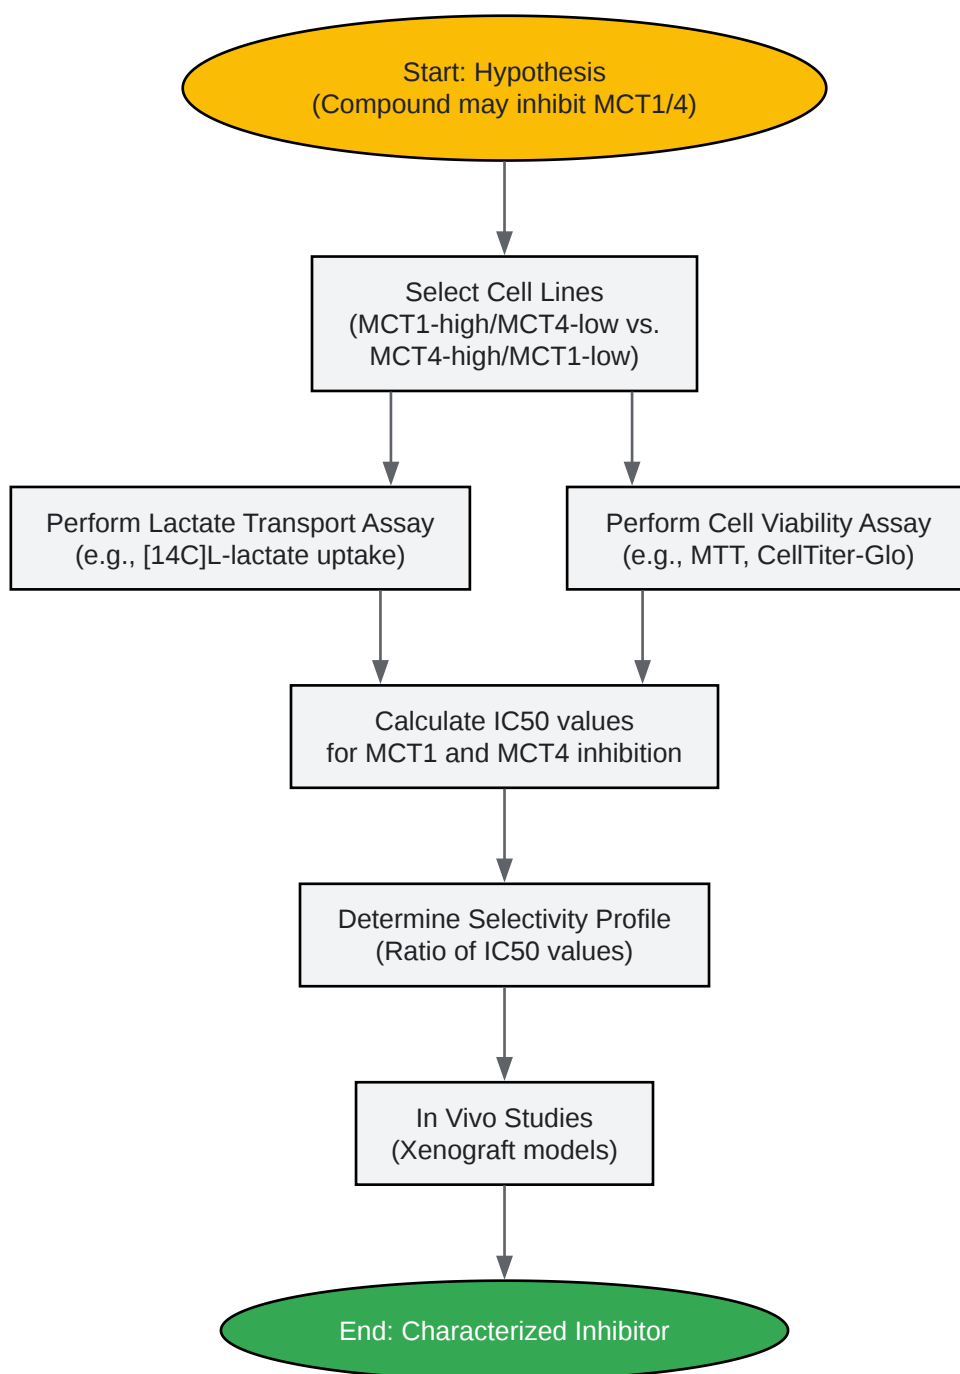 Start: Hypothesis
(Compound may inhibit MCT1/4)
Select Cell Lines
(MCT1-high/MCT4-low vs.
MCT4-high/MCT1-low)
Perform Lactate Transport Assay
(e.g., [14C]L-lactate uptake)
Perform Cell Viability Assay
(e.g., MTT, CellTiter-Glo)
Calculate IC50 values
for MCT1 and MCT4 inhibition
Determine Selectivity Profile
(Ratio of IC50 values)
In Vivo Studies
(Xenograft models)
End: Characterized Inhibitor